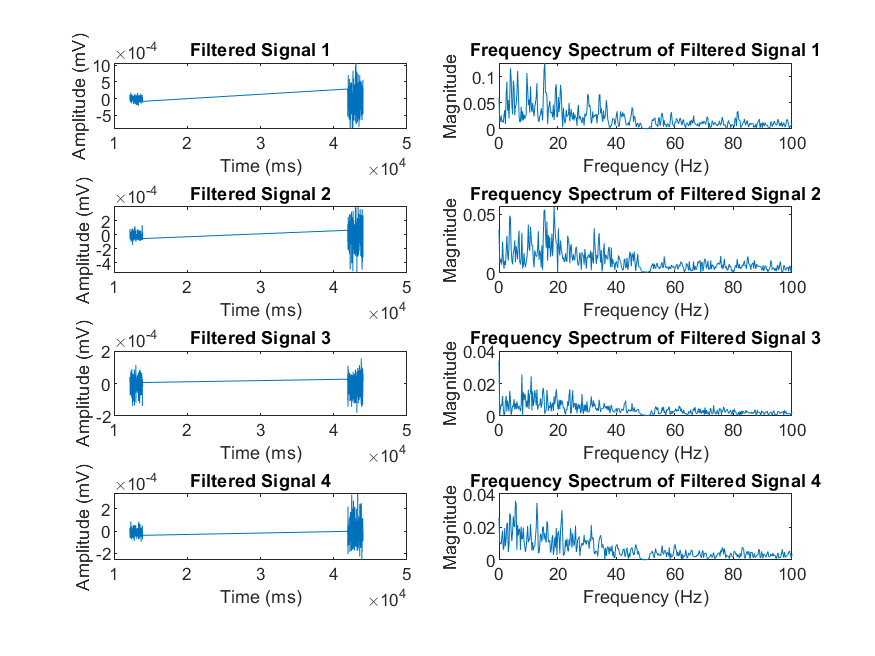 Filtered Signal 1
×10^-4
Amplitude (mV)
10
5
0
-5
1 2 3 4 5
Time (ms)
×10^4
Frequency Spectrum of Filtered Signal 1
Magnitude
0.1
0.05
0
0 20 40 60 80 100
Frequency (Hz)
Filtered Signal 2
×10^-4
Amplitude (mV)
2
0
-2
-4
1 2 3 4 5
Time (ms)
×10^4
Frequency Spectrum of Filtered Signal 2
Magnitude
0.05
0
0 20 40 60 80 100
Frequency (Hz)
Filtered Signal 3
×10^-4
Amplitude (mV)
2
0
-2
1 2 3 4 5
Time (ms)
×10^4
Frequency Spectrum of Filtered Signal 3
Magnitude
0.04
0.02
0
0 20 40 60 80 100
Frequency (Hz)
Filtered Signal 4
×10^-4
Amplitude (mV)
2
0
-2
1 2 3 4 5
Time (ms)
×10^4
Frequency Spectrum of Filtered Signal 4
Magnitude
0.04
0.02
0
0 20 40 60 80 100
Frequency (Hz)